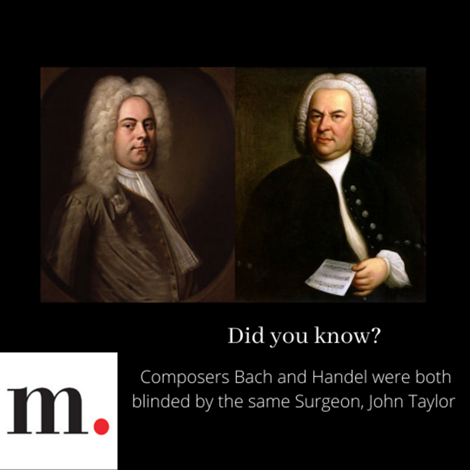 Did you know?
Composers Bach and Handel were both
blinded by the same Surgeon, John Taylor
m.